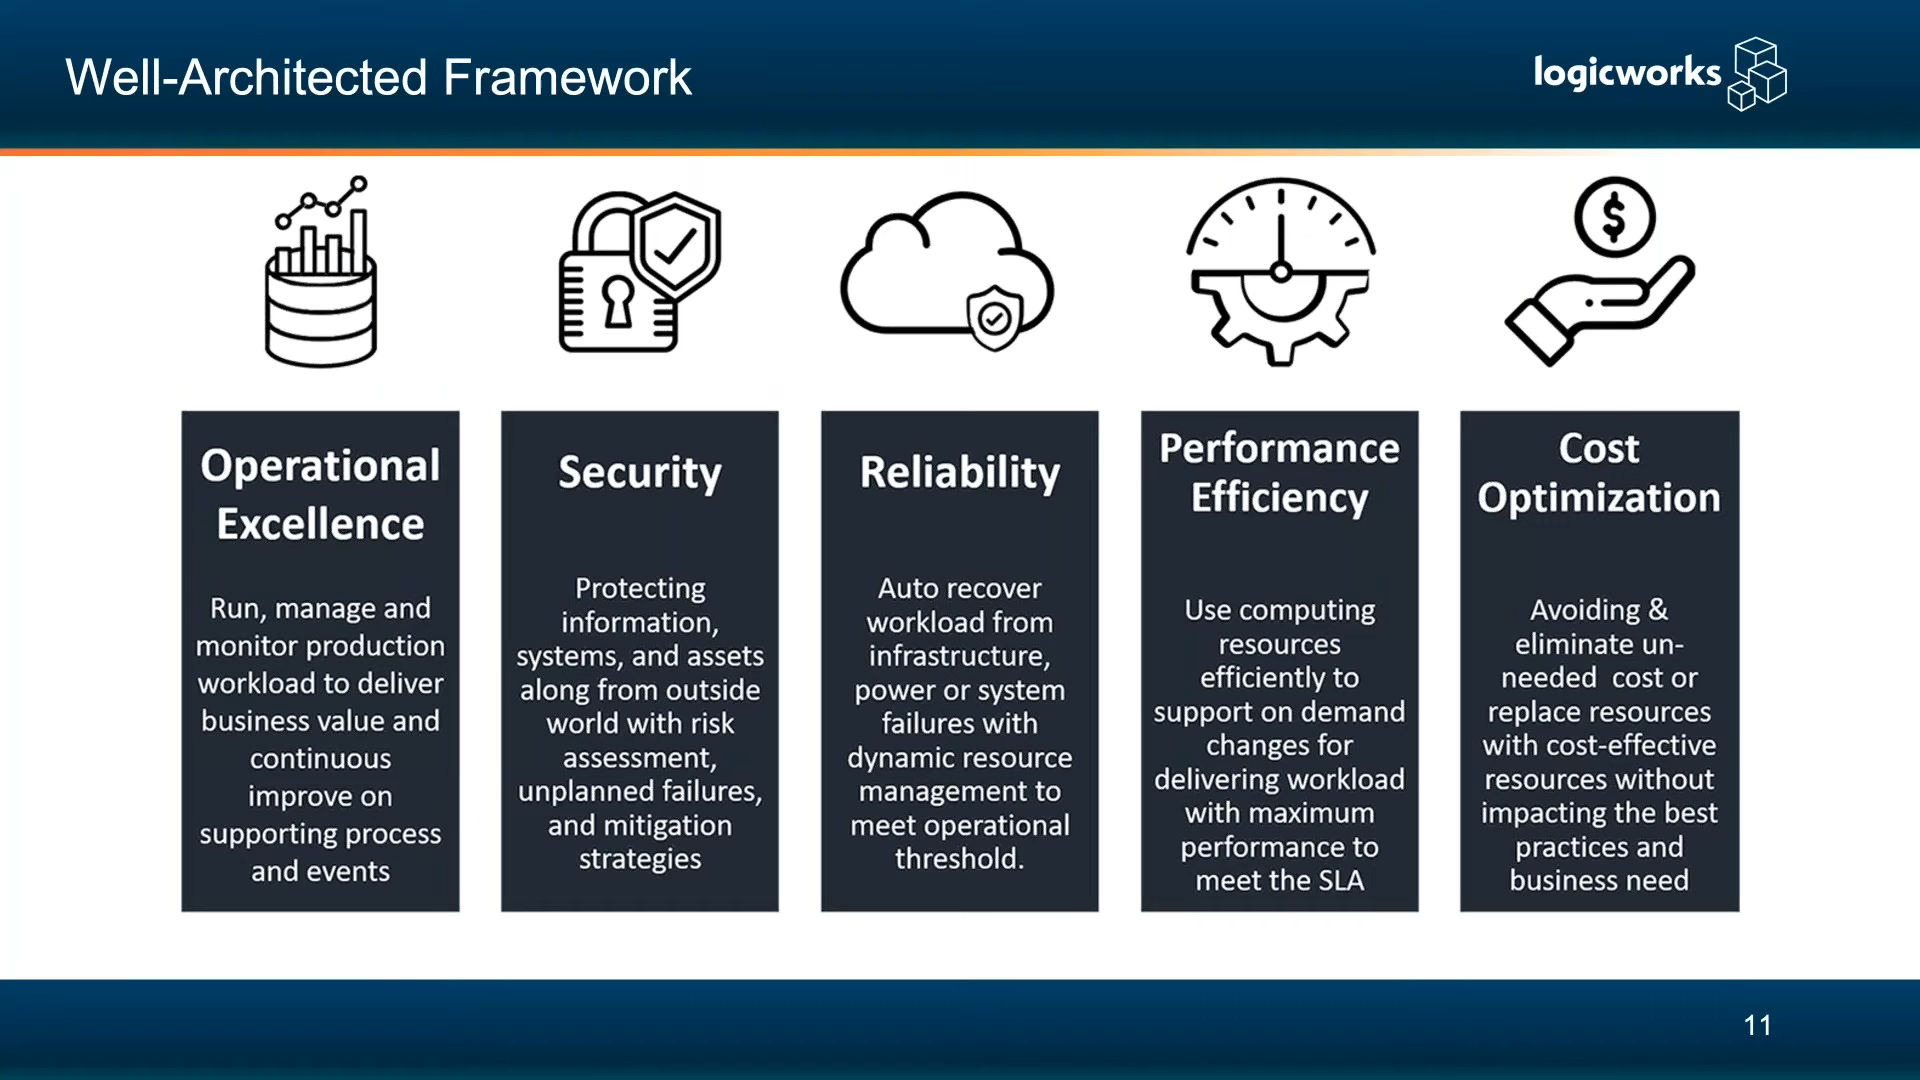 Well-Architected Framework
logicworks
$
Operational
Excellence
Run, manage and
monitor production
workload to deliver
business value and
continuous
improve on
supporting process
and events
Security
Protecting
information,
systems, and assets
along from outside
world with risk
assessment,
unplanned failures,
and mitigation
strategies
Reliability
Auto recover
workload from
infrastructure,
power or system
failures with
dynamic resource
management to
meet operational
threshold.
Performance
Efficiency
Use computing
resources
efficiently to
support on demand
changes for
delivering workload
with maximum
performance to
meet the SLA
Cost
Optimization
Avoiding &
eliminate un-
needed  cost or
replace resources
with cost-effective
resources without
impacting the best
practices and
business need
11